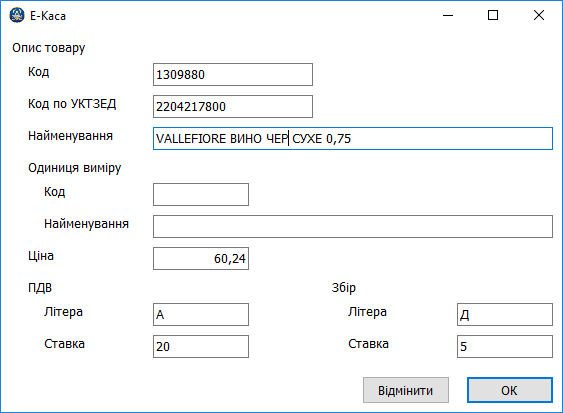 E-Каса
Опис товару
Код 1309880
Код по УКТЗЕД 2204217800
Найменування VALLEFIORE ВИНО ЧЕР СУХЕ 0,75
Одиниця виміру
Код
Найменування
Ціна 60,24
ПДВ Збір
Літера А Літера Д
Ставка 20 Ставка 5
Відмінити ОК